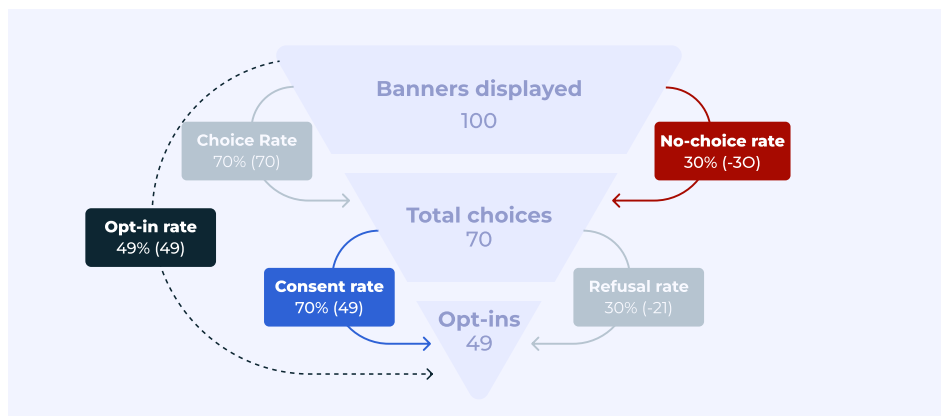 Banners displayed
100
Choice Rate
70% (70)
No-choice rate
30% (-3O)
Total choices
70
Opt-in rate
49% (49)
Consent rate
70% (49)
Refusal rate
30% (-21)
Opt-ins
49